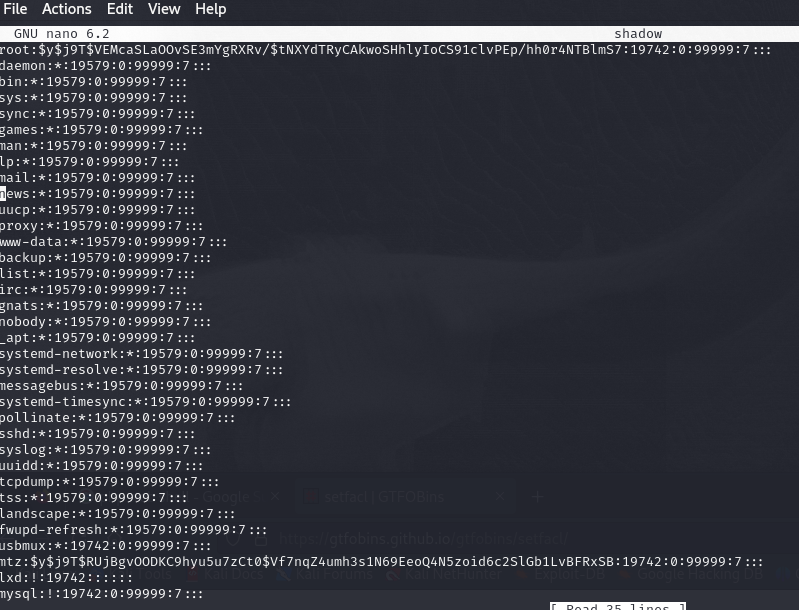 File Actions Edit View Help
GNU nano 6.2 shadow
root:$y$j9T$VEMcaSLaOOvSE3mYgRXRv/$tNXYdTRyCAkwoSHhlyIoCS91clvPEp/hh0r4NTBlmS7:19742:0:99999:7:::
daemon:*:19579:0:99999:7:::
bin:*:19579:0:99999:7:::
sys:*:19579:0:99999:7:::
sync:*:19579:0:99999:7:::
games:*:19579:0:99999:7:::
man:*:19579:0:99999:7:::
lp:*:19579:0:99999:7:::
mail:*:19579:0:99999:7:::
news:*:19579:0:99999:7:::
uucp:*:19579:0:99999:7:::
proxy:*:19579:0:99999:7:::
www-data:*:19579:0:99999:7:::
backup:*:19579:0:99999:7:::
list:*:19579:0:99999:7:::
irc:*:19579:0:99999:7:::
gnats:*:19579:0:99999:7:::
nobody:*:19579:0:99999:7:::
_apt:*:19579:0:99999:7:::
systemd-network:*:19579:0:99999:7:::
systemd-resolve:*:19579:0:99999:7:::
messagebus:*:19579:0:99999:7:::
systemd-timesync:*:19579:0:99999:7:::
pollinate:*:19579:0:99999:7:::
sshd:*:19579:0:99999:7:::
syslog:*:19579:0:99999:7:::
uuidd:*:19579:0:99999:7:::
tcpdump:*:19579:0:99999:7:::
tss:*:19579:0:99999:7:::
landscape:*:19579:0:99999:7:::
fwupd-refresh:*:19579:0:99999:7:::
usbmux:*:19742:0:99999:7:::
mtz:$y$j9T$RUjBgvOODKC9hyu5u7zCt0$Vf7nqZ4umh3s1N69EeoQ4N5zoid6c2SlGb1LvBFRxSB:19742:0:99999:7:::
lxd:!:19742::::::
mysql:!:19742:0:99999:7:::
[ Read 35 lines ]